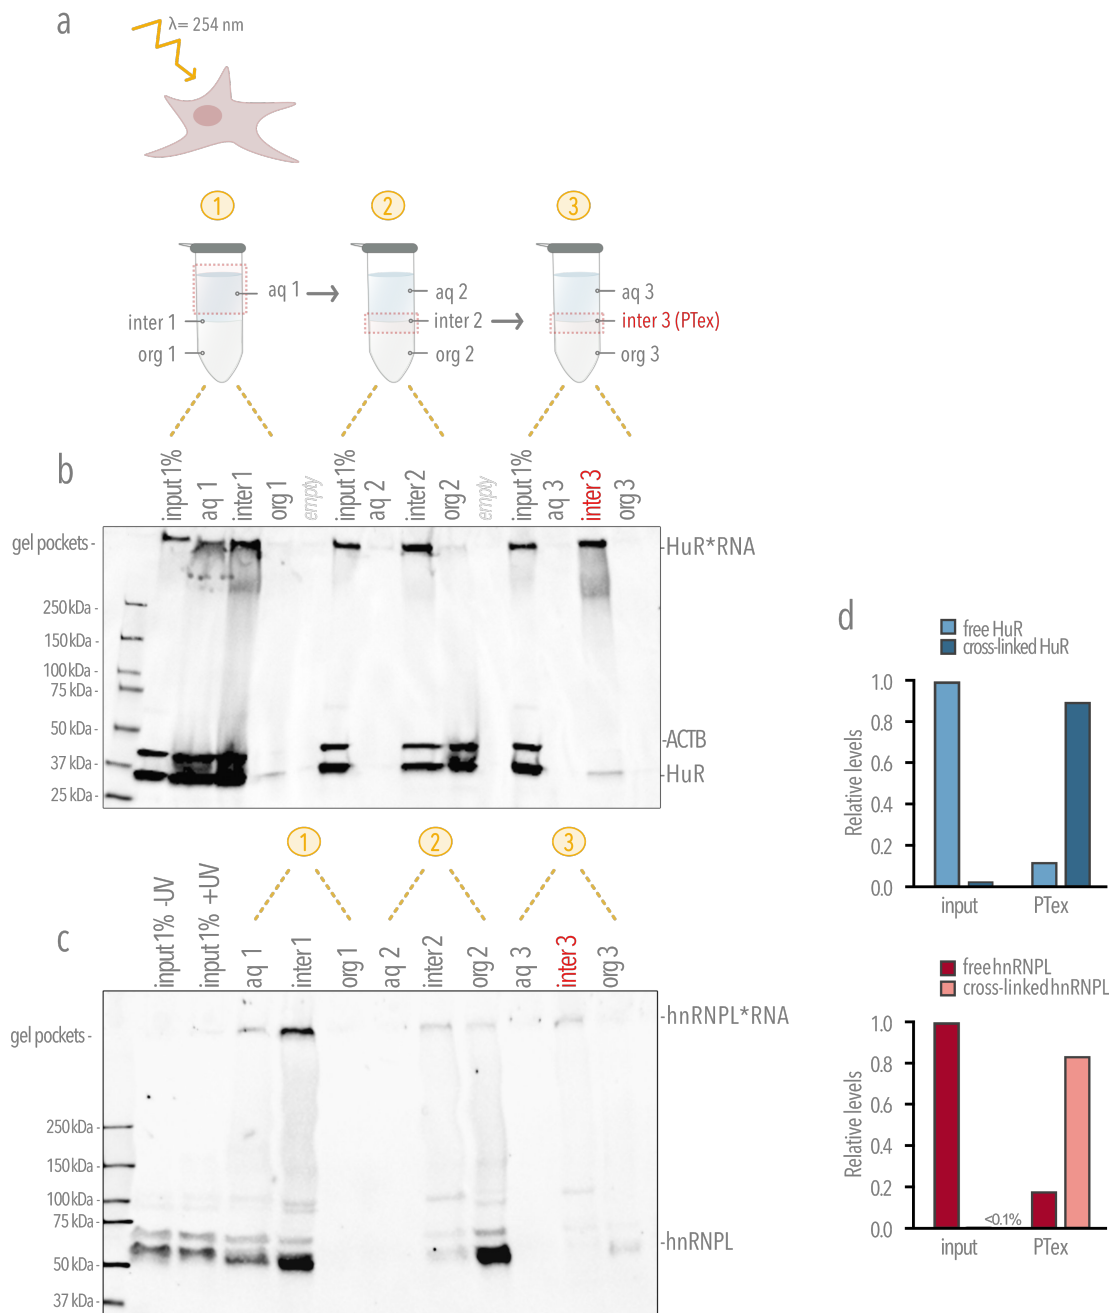 a
λ= 254 nm
1
2
3
aq 1
inter 1
org 1
aq 2
inter 2
org 2
aq 3
inter 3 (PTex)
org 3
b
input 1%
aq 1
inter 1
org 1
empty
input 1%
aq 2
inter 2
org 2
empty
input 1%
aq 3
inter 3
org 3
gel pockets -
-HuR*RNA
250 kDa -
150 kDa -
100 kDa -
75 kDa -
50 kDa -
37 kDa -
25 kDa -
-ACTB
-HuR
1
2
3
c
input 1% -UV
input 1% +UV
aq 1
inter 1
org 1
aq 2
inter 2
org 2
aq 3
inter 3
org 3
gel pockets -
-hnRNPL*RNA
250 kDa -
150 kDa -
100 kDa -
75 kDa -
50 kDa -
37 kDa -
-hnRNPL
d
free HuR
cross-linked HuR
Relative levels
1.0
0.8
0.6
0.4
0.2
0.0
input
PTex
free hnRNPL
cross-linked hnRNPL
Relative levels
1.0
0.8
0.6
0.4
0.2
0.0
<0.1%
input
PTex